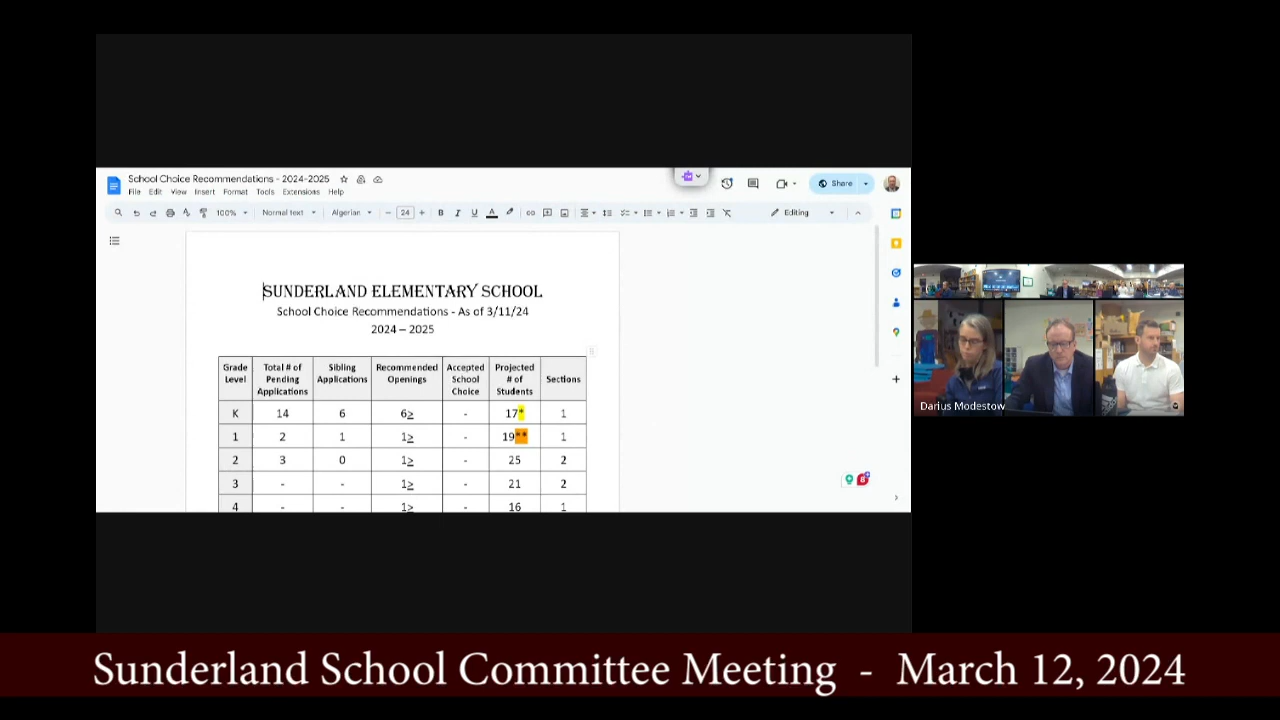 School Choice Recommendations - 2024-2025
File Edit View Insert Format Tools Extensions Help
Share
100% Normal text Algerian 24 B I U A Editing
SUNDERLAND ELEMENTARY SCHOOL
School Choice Recommendations - As of 3/11/24
2024 – 2025
Grade Level Total # of Pending Applications Sibling Applications Recommended Openings Accepted School Choice Projected # of Students Sections
K 14 6 6≥ - 17* 1
1 2 1 1≥ - 19** 1
2 3 0 1≥ - 25 2
3 - - 1≥ - 21 2
4 - - 1≥ - 16 1
Darius Modestow
Sunderland School Committee Meeting - March 12, 2024